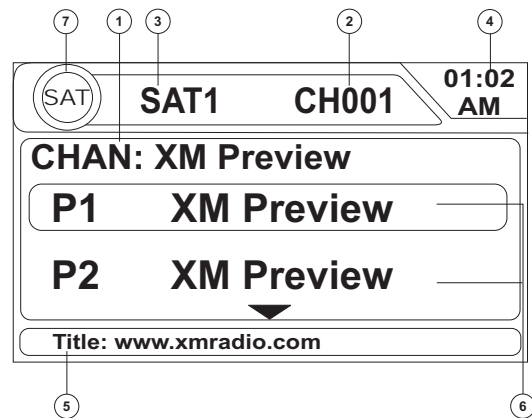 7 1 3 2 4
SAT SAT1 CH001 01:02
AM
CHAN: XM Preview
P1 XM Preview
P2 XM Preview
Title: www.xmradio.com
5 6